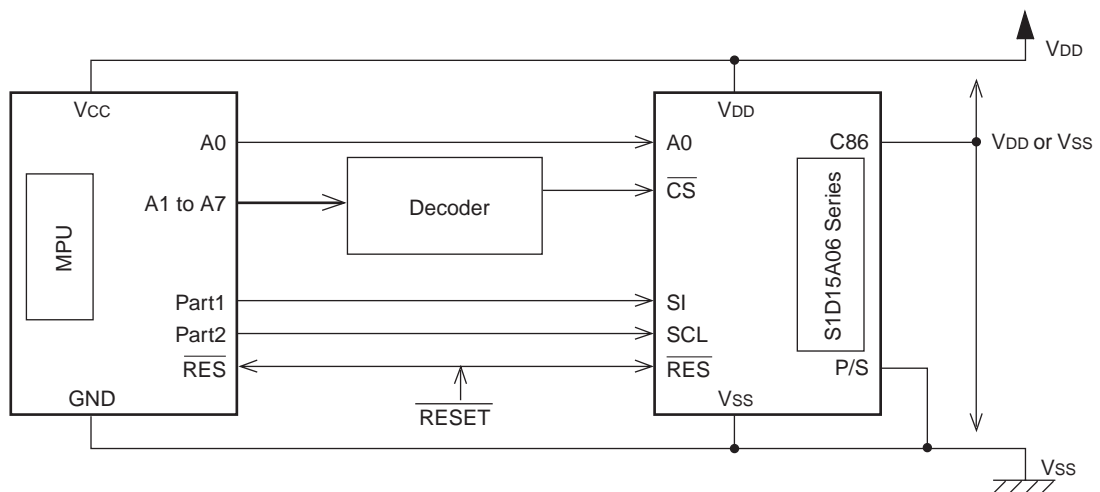 VDD
VCC
VDD
A0
A0
C86
VDD or VSS
A1 to A7
Decoder
CS
MPU
S1D15A06 Series
Part1
SI
Part2
SCL
RES
RES
P/S
GND
RESET
VSS
VSS